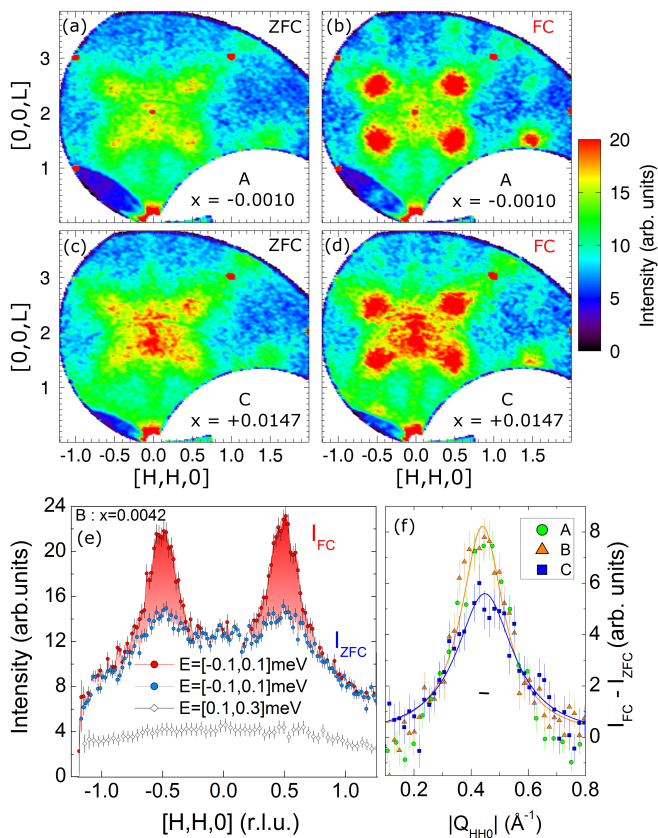 (a) ZFC
(b) FC
3
2
1
[0,0,L]
A
x = -0.0010
A
x = -0.0010
20
15
10
5
0
Intensity (arb. units)
(c) ZFC
(d) FC
3
2
1
0
[0,0,L]
C
x = +0.0147
C
x = +0.0147
-1.0 -0.5 0.0 0.5 1.0 1.5
-1.0 -0.5 0.0 0.5 1.0 1.5
[H,H,0]
[H,H,0]
B : x=0.0042
(e)
I_FC
I_ZFC
E=[-0.1,0.1]meV
E=[-0.1,0.1]meV
E=[0.1,0.3]meV
24
20
16
12
8
4
0
Intensity (arb.units)
-1.0 -0.5 0.0 0.5 1.0
[H,H,0] (r.l.u.)
(f)
A
B
C
8
6
4
2
0
I_FC - I_ZFC (arb. units)
0.2 0.4 0.6 0.8
|Q_HH0| (Å⁻¹)